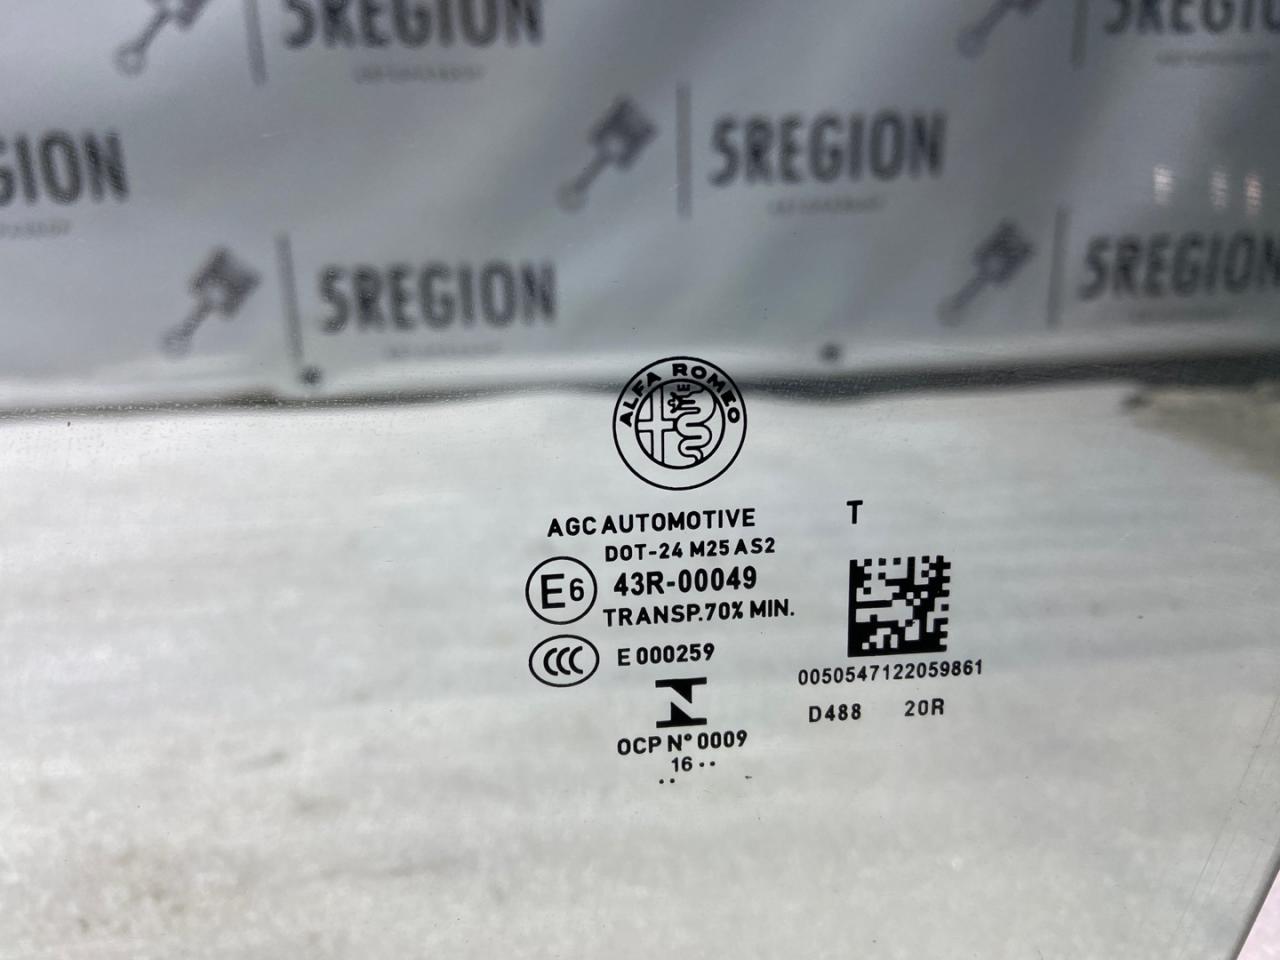 SREGION
SREGION
GION
SREGION
SREGION
SREGION
ALFA ROMEO
AGC AUTOMOTIVE
T
DOT-24 M25 AS2
E6
43R-00049
TRANSP.70% MIN.
CCC
E 000259
0050547122059861
D488 20R
OCP N° 0009
16 ··
··